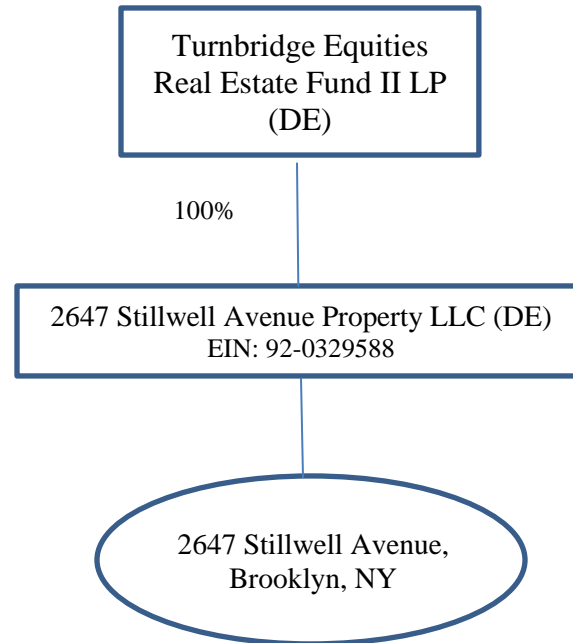 Turnbridge Equities
Real Estate Fund II LP
(DE)
100%
2647 Stillwell Avenue Property LLC (DE)
EIN: 92-0329588
2647 Stillwell Avenue,
Brooklyn, NY